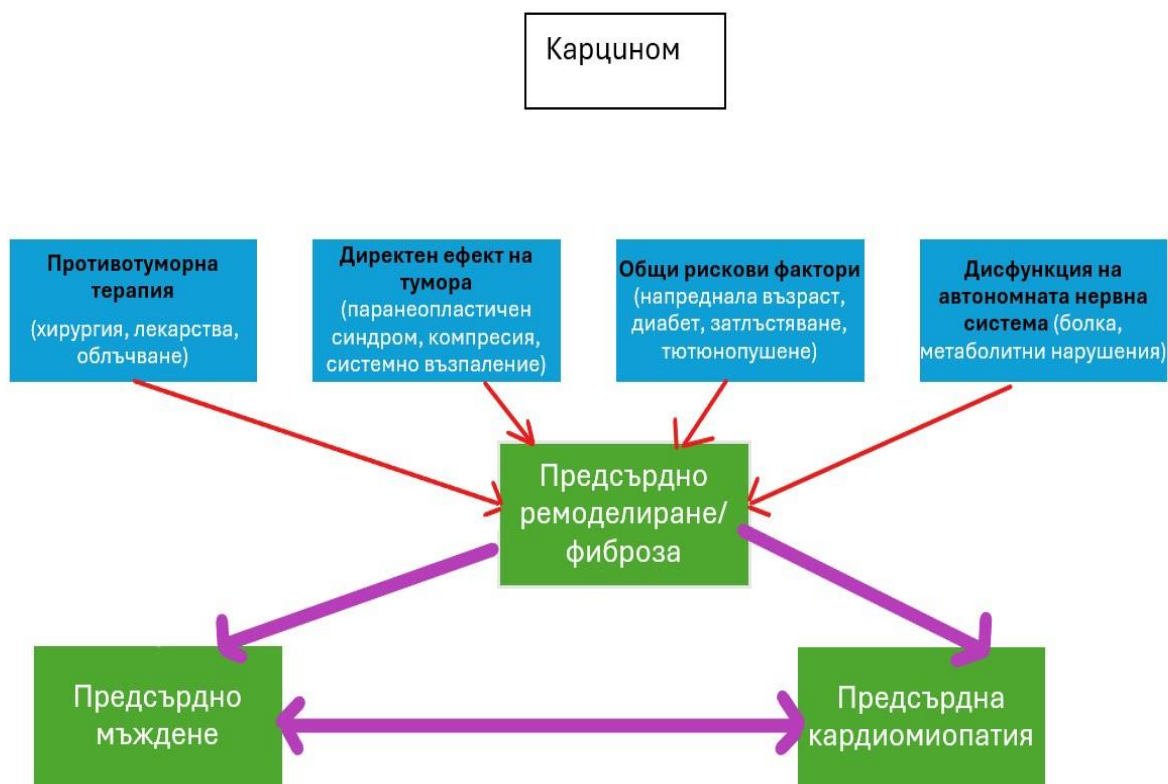 Карцином
Противотуморна
терапия
(хирургия, лекарства,
облъчване)
Директен ефект на
тумора
(паранеопластичен
синдром, компресия,
системно възпаление)
Общи рискови фактори
(напреднала възраст,
диабет, затлъстяване,
тютюнопушене)
Дисфункция на
автономната нервна
система (болка,
метаболитни нарушения)
Предсърдно
ремоделиране/
фиброза
Предсърдно
мъждене
Предсърдна
кардиомиопатия